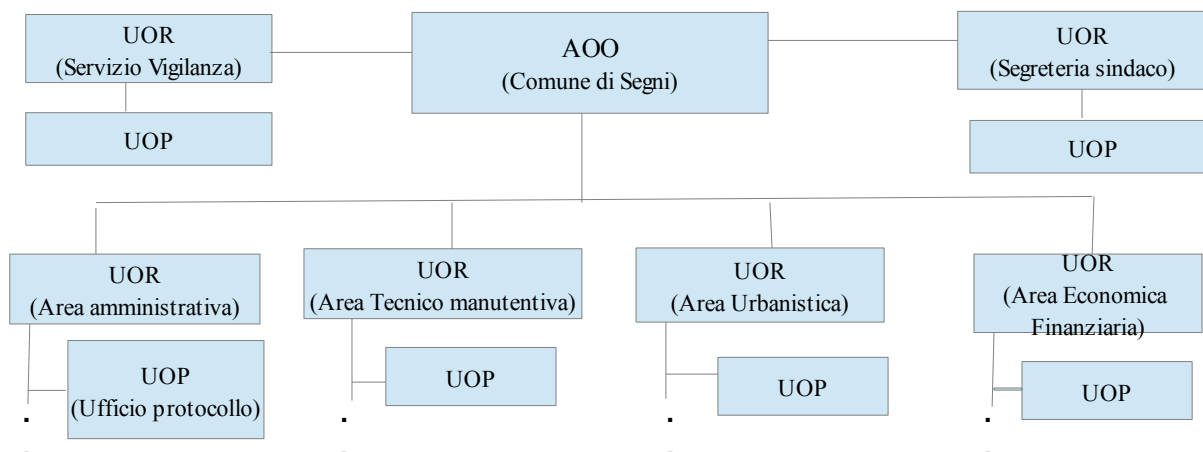 UOR
(Servizio Vigilanza)
AOO
(Comune di Segni)
UOR
(Segreteria sindaco)
UOP
UOP
UOR
(Area amministrativa)
UOR
(Area Tecnico manutentiva)
UOR
(Area Urbanistica)
UOR
(Area Economica
Finanziaria)
UOP
(Ufficio protocollo)
UOP
UOP
UOP